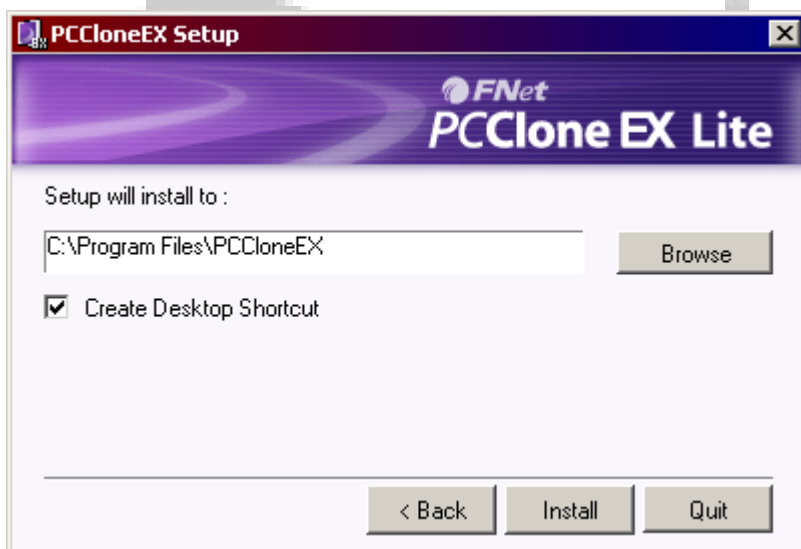 PCCloneEX Setup
FNet
PCClone EX Lite
Setup will install to :
C:\Program Files\PCCloneEX
Browse
Create Desktop Shortcut
< Back
Install
Quit